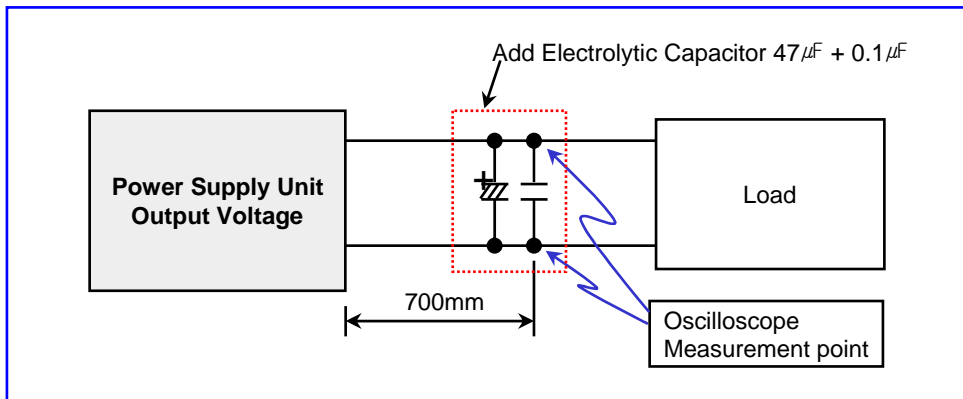 Add Electrolytic Capacitor 47㎌ + 0.1㎌
Power Supply Unit
Output Voltage
+
Load
700mm
Oscilloscope
Measurement point